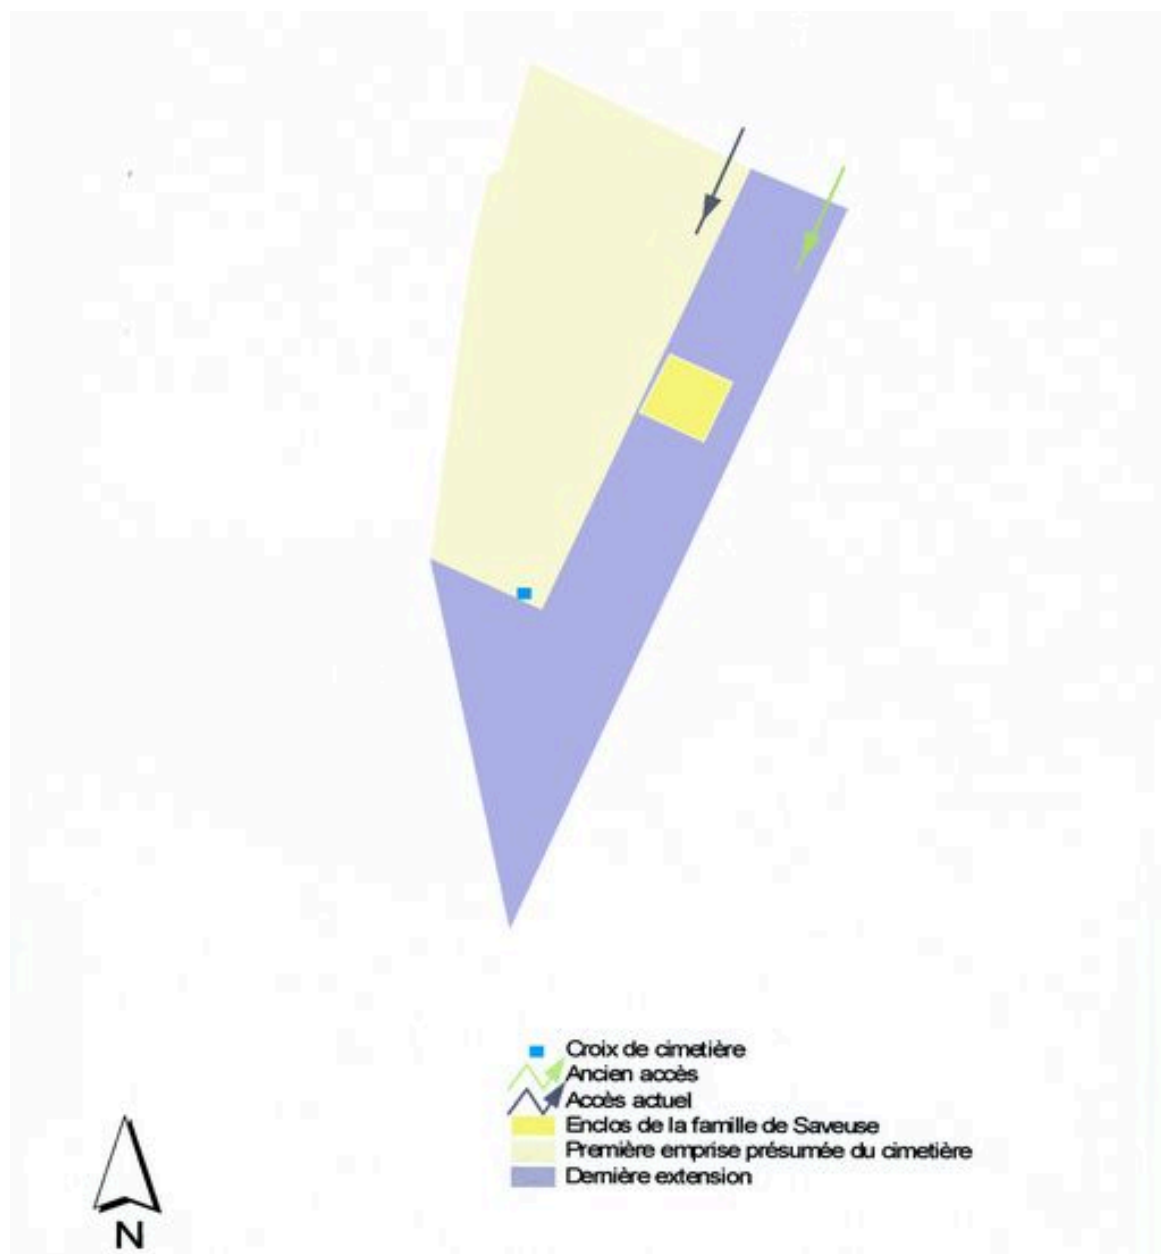 Croix de cimetière
Ancien accès
Accès actuel
Enclos de la famille de Saveuse
Première emprise présumée du cimetière
Dernière extension
N